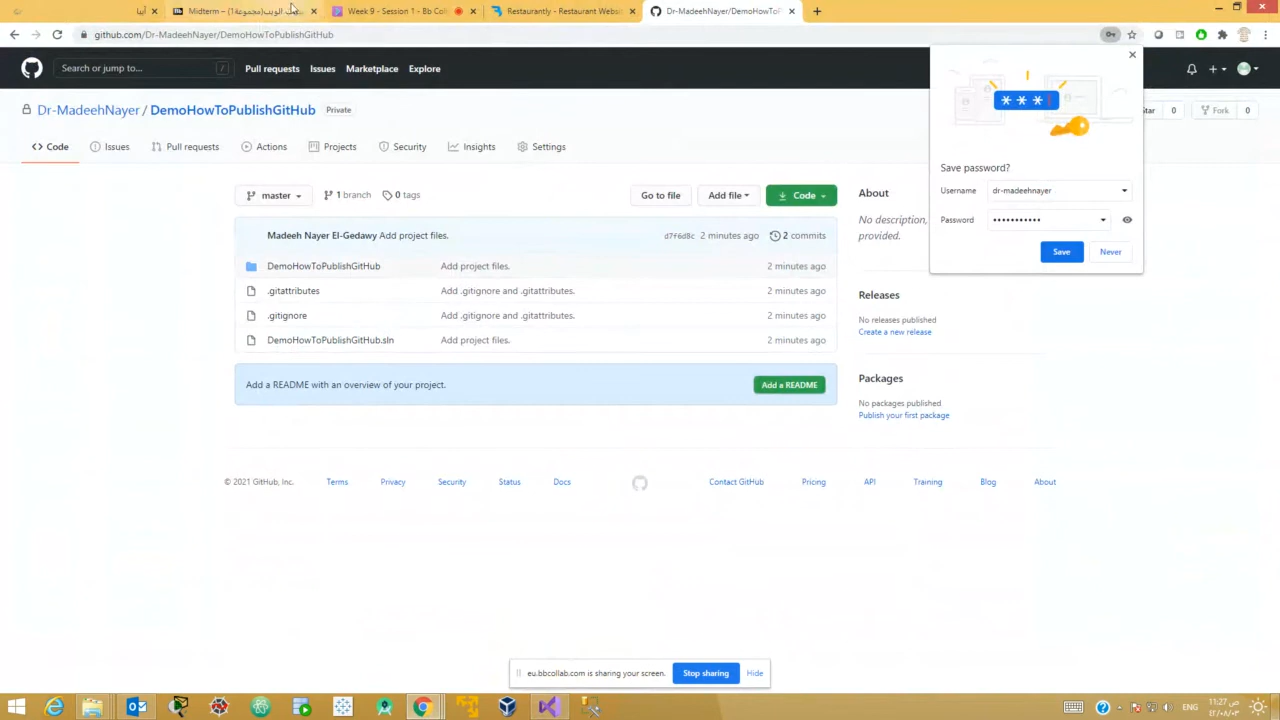 أليا
Midterm – (مجموعة1)
Week 9 - Session 1 - Bb Coll
Restaurantly - Restaurant Website
Dr-MadeehNayer/DemoHowToP
github.com/Dr-MadeehNayer/DemoHowToPublishGitHub
Search or jump to...
/
Pull requests
Issues
Marketplace
Explore
Dr-MadeehNayer / DemoHowToPublishGitHub
Private
Star
0
Fork
0
Code
Issues
Pull requests
Actions
Projects
Security
Insights
Settings
master
1 branch
0 tags
Go to file
Add file
Code
Madeeh Nayer El-Gedawy Add project files.
d7f6d8c 2 minutes ago
2 commits
DemoHowToPublishGitHub Add project files. 2 minutes ago
.gitattributes Add .gitignore and .gitattributes. 2 minutes ago
.gitignore Add .gitignore and .gitattributes. 2 minutes ago
DemoHowToPublishGitHub.sln Add project files. 2 minutes ago
Add a README with an overview of your project.
Add a README
About
No description,
provided.
Releases
No releases published
Create a new release
Packages
No packages published
Publish your first package
* * *
Save password?
Username dr-madeehnayer
Password •••••••••••
Save
Never
© 2021 GitHub, Inc.
Terms
Privacy
Security
Status
Docs
Contact GitHub
Pricing
API
Training
Blog
About
eu.bbcollab.com is sharing your screen.
Stop sharing
Hide
ENG
11:27 ص